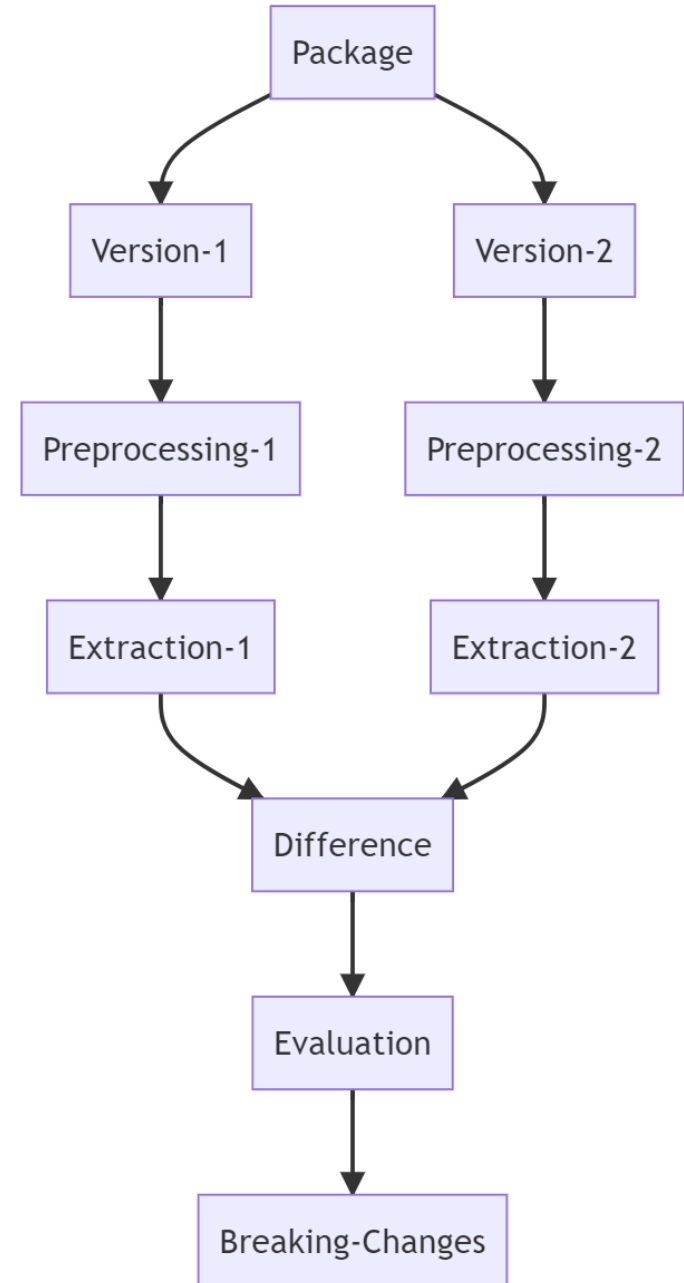 Package
Version-1
Version-2
Preprocessing-1
Preprocessing-2
Extraction-1
Extraction-2
Difference
Evaluation
Breaking-Changes